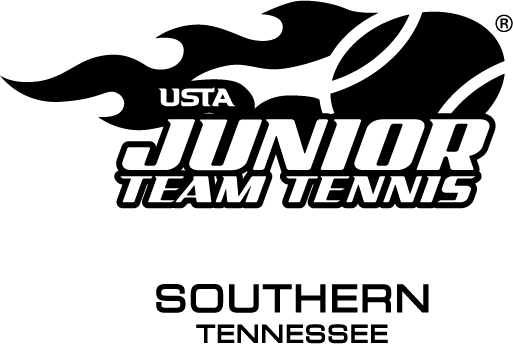 ®
USTA
JUNIOR
TEAM TENNIS
SOUTHERN
TENNESSEE